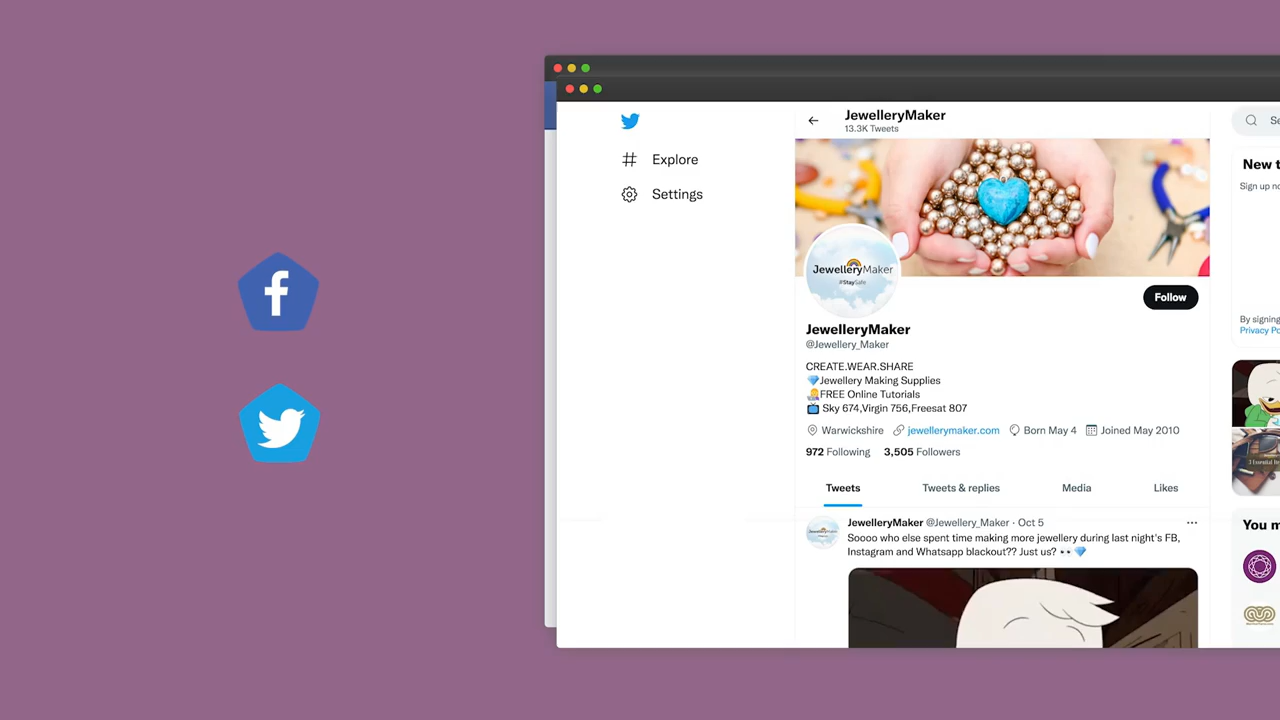 JewelleryMaker
13.3K Tweets
Se
Explore
Settings
New t
Sign up no
JewelleryMaker
#StaySafe
Follow
By signing
Privacy Po
JewelleryMaker
@Jewellery_Maker
CREATE.WEAR.SHARE
💎Jewellery Making Supplies
FREE Online Tutorials
📺 Sky 674,Virgin 756,Freesat 807
Warwickshire jewellerymaker.com Born May 4 Joined May 2010
972 Following 3,505 Followers
Tweets Tweets & replies Media Likes
JewelleryMaker @Jewellery_Maker · Oct 5
Soooo who else spent time making more jewellery during last night's FB,
Instagram and Whatsapp blackout?? Just us? 👀 💎
3 Essential
You m